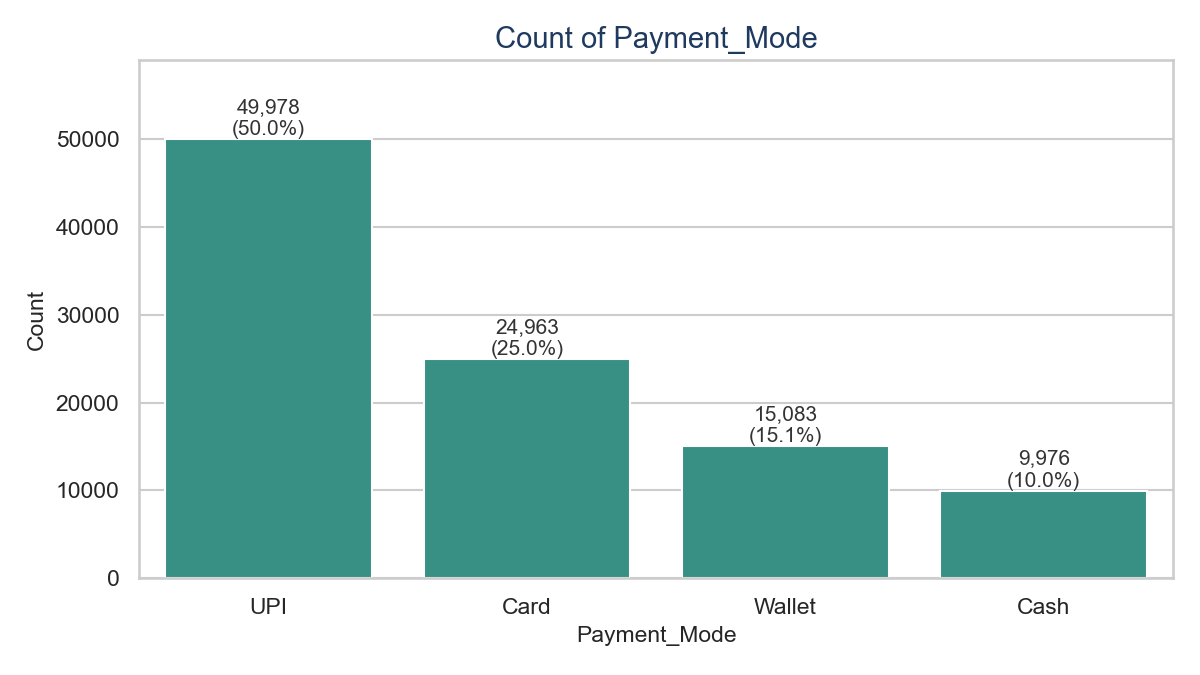 Count of Payment_Mode
49,978
(50.0%)
24,963
(25.0%)
15,083
(15.1%)
9,976
(10.0%)
50000
40000
30000
20000
10000
0
Count
UPI
Card
Wallet
Cash
Payment_Mode